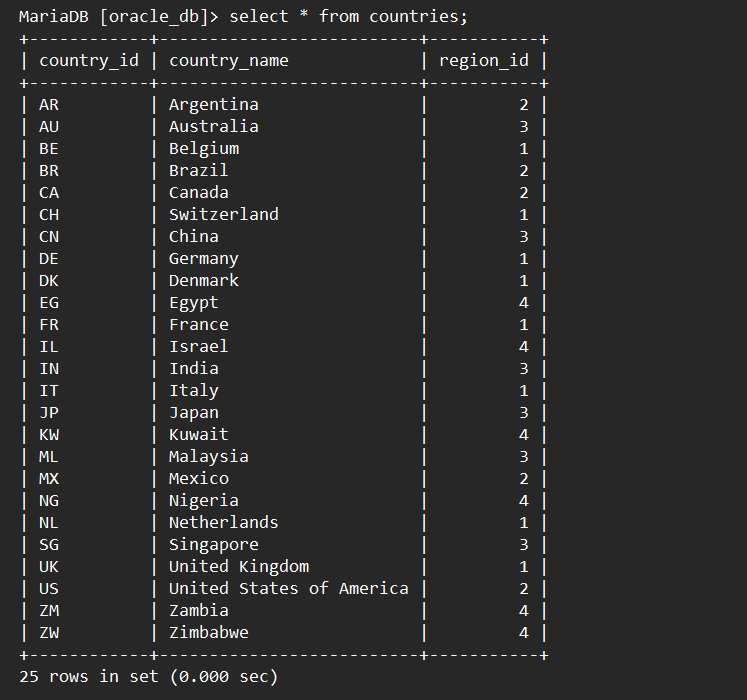 MariaDB [oracle_db]> select * from countries;
+------------+--------------------------+-----------+
| country_id | country_name             | region_id |
+------------+--------------------------+-----------+
| AR         | Argentina                |         2 |
| AU         | Australia                |         3 |
| BE         | Belgium                  |         1 |
| BR         | Brazil                   |         2 |
| CA         | Canada                   |         2 |
| CH         | Switzerland              |         1 |
| CN         | China                    |         3 |
| DE         | Germany                  |         1 |
| DK         | Denmark                  |         1 |
| EG         | Egypt                    |         4 |
| FR         | France                   |         1 |
| IL         | Israel                   |         4 |
| IN         | India                    |         3 |
| IT         | Italy                    |         1 |
| JP         | Japan                    |         3 |
| KW         | Kuwait                   |         4 |
| ML         | Malaysia                 |         3 |
| MX         | Mexico                   |         2 |
| NG         | Nigeria                  |         4 |
| NL         | Netherlands              |         1 |
| SG         | Singapore                |         3 |
| UK         | United Kingdom           |         1 |
| US         | United States of America |         2 |
| ZM         | Zambia                   |         4 |
| ZW         | Zimbabwe                 |         4 |
+------------+--------------------------+-----------+
25 rows in set (0.000 sec)